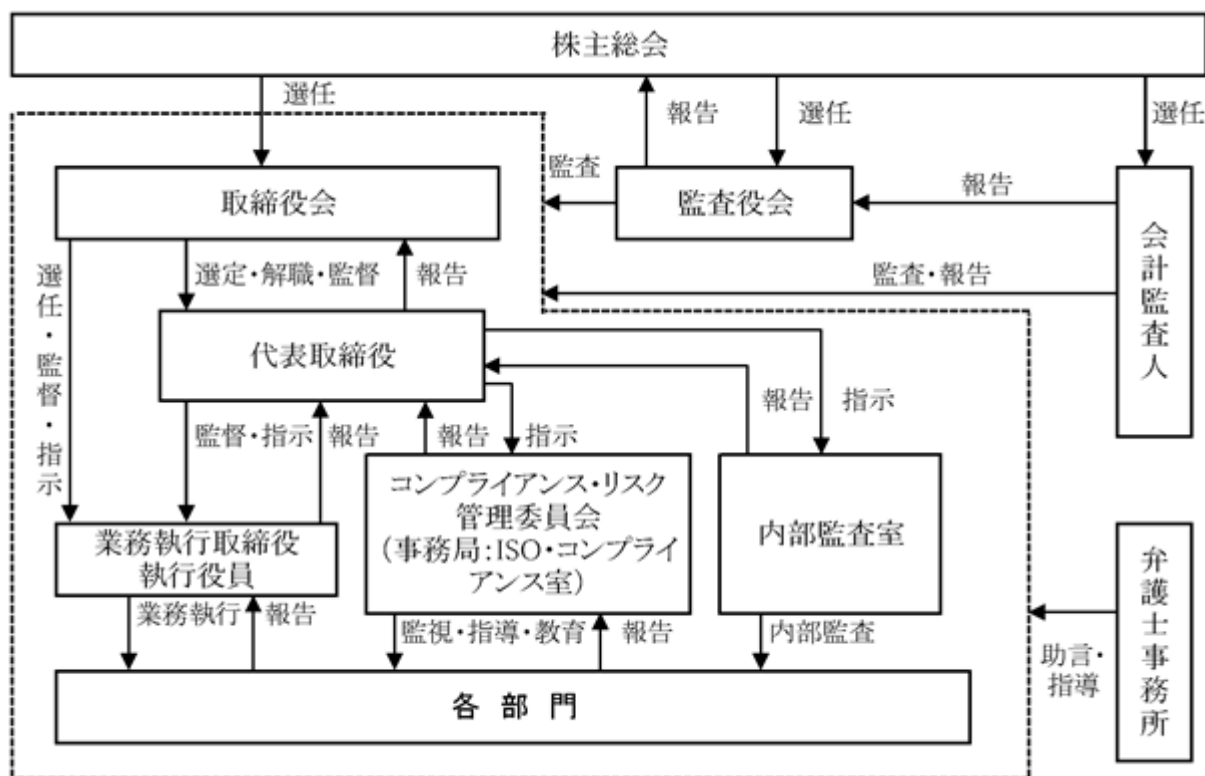 株主総会
選任
報告
選任
選任
取締役会
監査
監査役会
報告
会計監査人
選任・監督・指示
選定・解職・監督
報告
監査・報告
代表取締役
監督・指示
報告
報告
指示
報告
指示
業務執行取締役
執行役員
コンプライアンス・リスク
管理委員会
(事務局:ISO・コンプライ
アンス室)
内部監査室
弁護士事務所
業務執行
報告
監視・指導・教育
報告
内部監査
助言・
指導
各部門